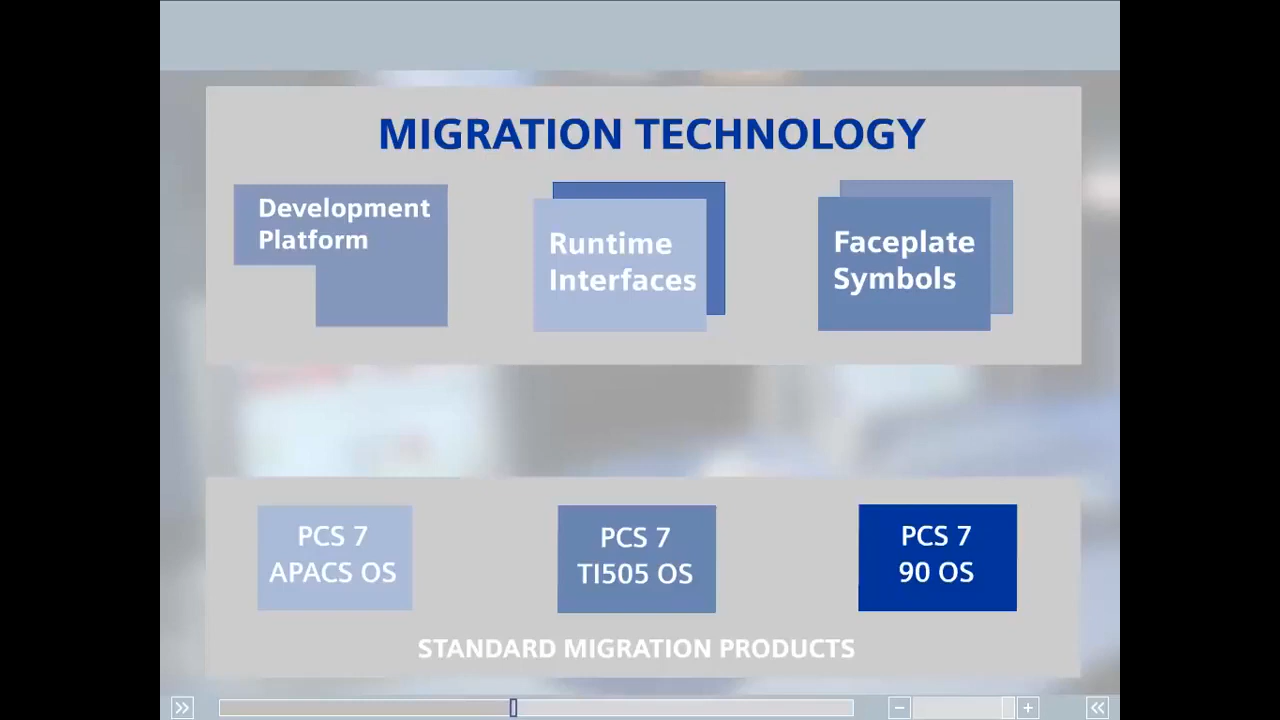 MIGRATION TECHNOLOGY
Development
Platform
Runtime
Interfaces
Faceplate
Symbols
PCS 7
APACS OS
PCS 7
TI505 OS
PCS 7
90 OS
STANDARD MIGRATION PRODUCTS